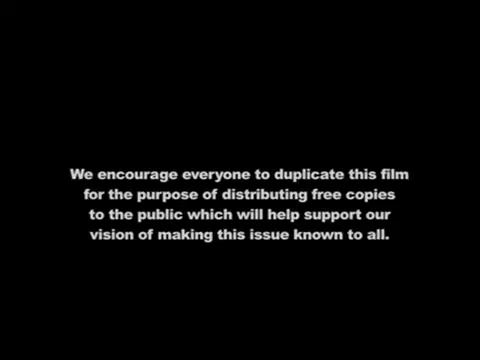 We encourage everyone to duplicate this film
for the purpose of distributing free copies
to the public which will help support our
vision of making this issue known to all.